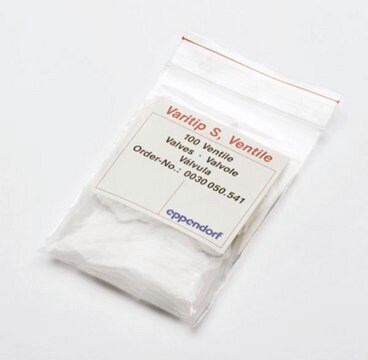 Varitip S, Ventile
100 Ventile
Valves - Valvole
Válvula
Order-No.: 0030 050.541
eppendorf